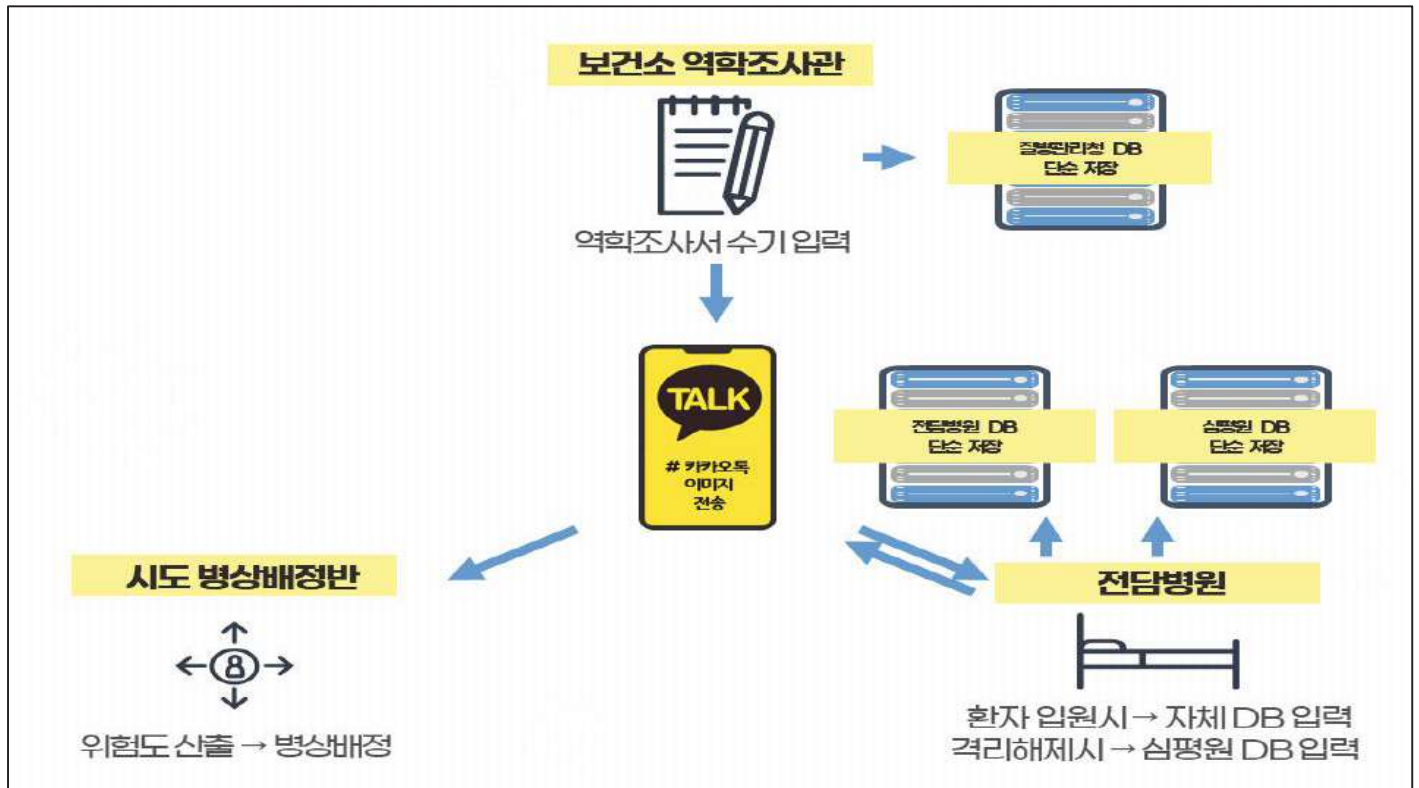 보건소 역학조사관
질병관리청 DB
단순 저장
역학조사서 수기 입력
TALK
# 카카오톡
이미지
전송
전담병원 DB
단순 저장
심평원 DB
단순 저장
시도 병상배정반
전담병원
위험도 산출 → 병상배정
환자 입원시 → 자체 DB 입력
격리해제시 → 심평원 DB 입력